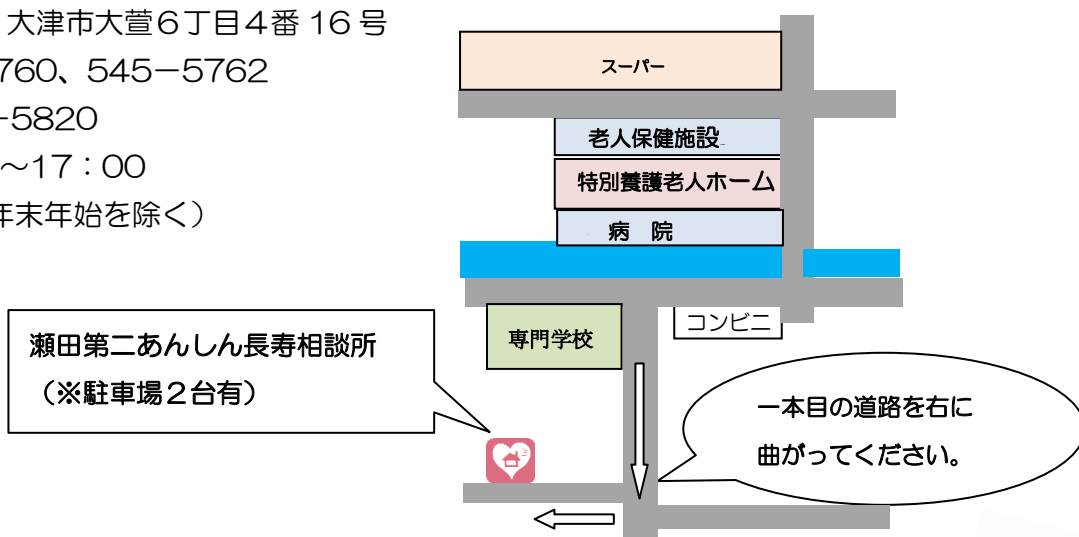 大津市大萱６丁目４番 16 号
760、545－5762
-5820
～17：00
年末年始を除く）
スーパー
老人保健施設
特別養護老人ホーム
病　院
専門学校
コンビニ
瀬田第二あんしん長寿相談所
（※駐車場２台有）
一本目の道路を右に
曲がってください。